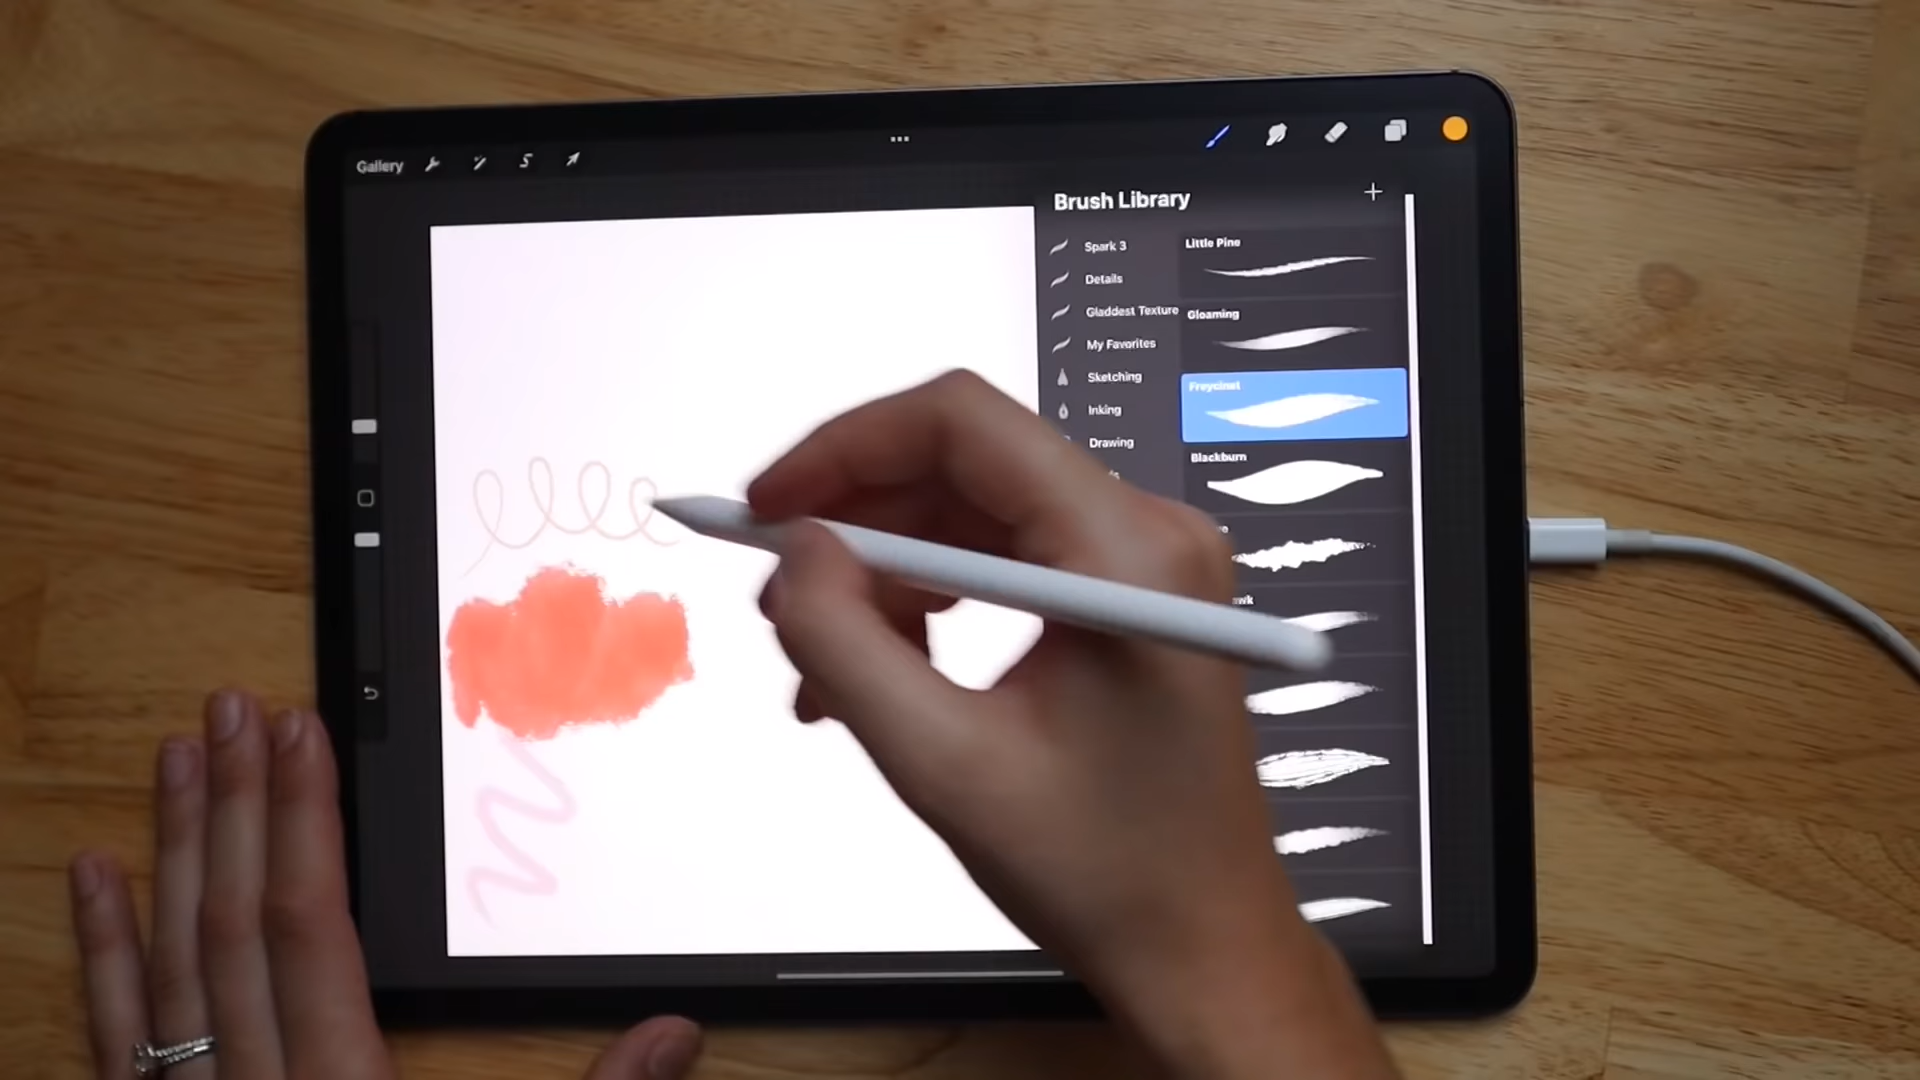 Gallery
Brush Library
Spark 3
Details
Gladdest Texture
My Favorites
Sketching
Inking
Drawing
Little Pine
Gloaming
Freycinet
Blackburn